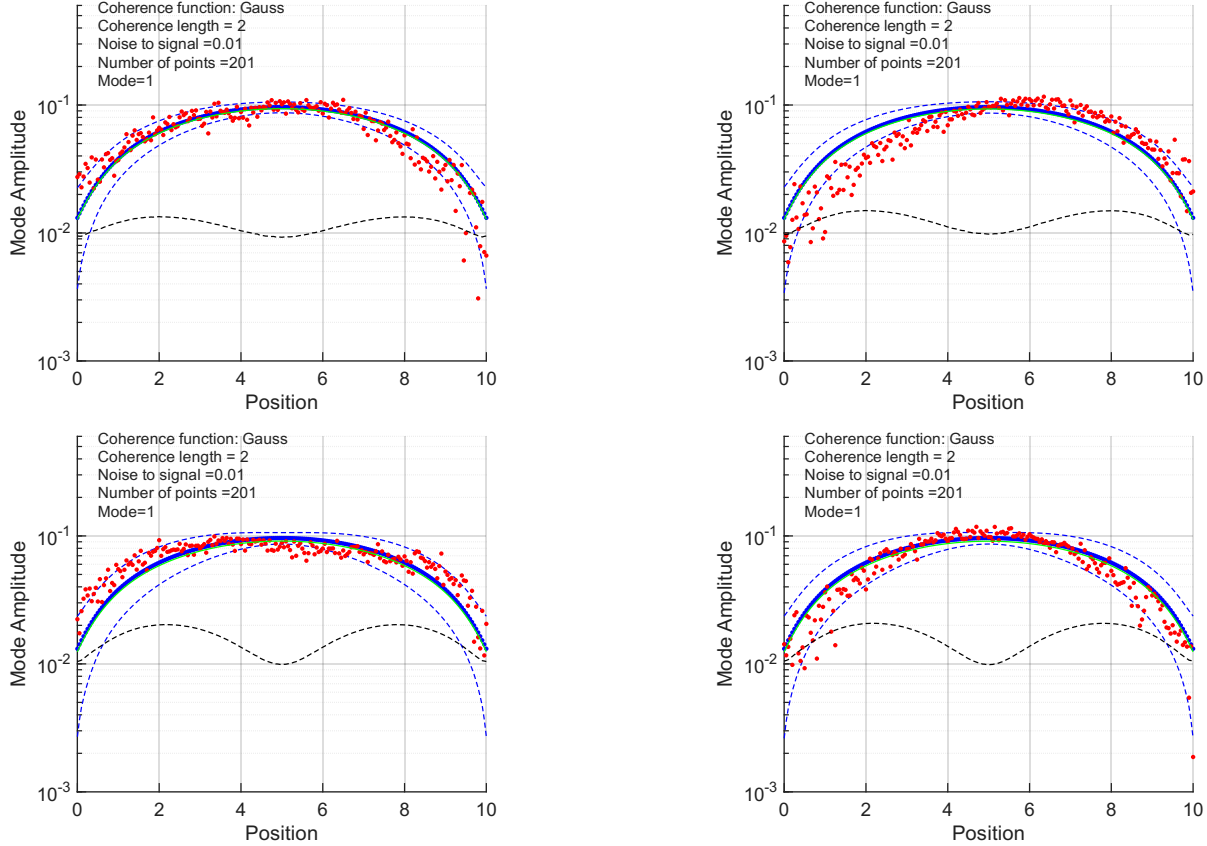 Coherence function: Gauss
Coherence length = 2
Noise to signal =0.01
Number of points =201
Mode=1
10^-1
10^-2
10^-3
Mode Amplitude
0 2 4 6 8 10
Position
Coherence function: Gauss
Coherence length = 2
Noise to signal =0.01
Number of points =201
Mode=1
10^-1
10^-2
10^-3
Mode Amplitude
0 2 4 6 8 10
Position
Coherence function: Gauss
Coherence length = 2
Noise to signal =0.01
Number of points =201
Mode=1
10^-1
10^-2
10^-3
Mode Amplitude
0 2 4 6 8 10
Position
Coherence function: Gauss
Coherence length = 2
Noise to signal =0.01
Number of points =201
Mode=1
10^-1
10^-2
10^-3
Mode Amplitude
0 2 4 6 8 10
Position